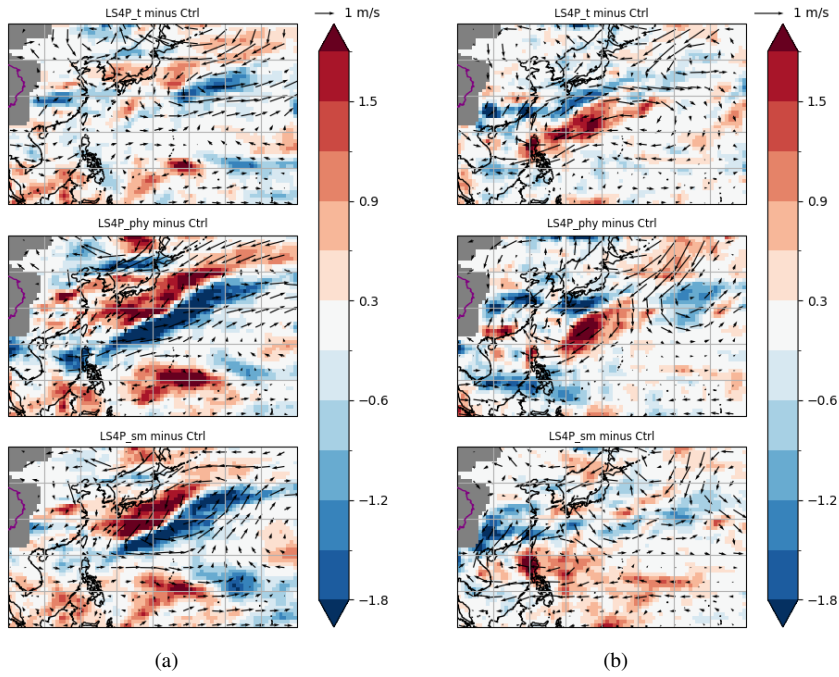 LS4P_t minus Ctrl
1 m/s
LS4P_phy minus Ctrl
LS4P_sm minus Ctrl
1.5
0.9
0.3
−0.6
−1.2
−1.8
(a)
LS4P_t minus Ctrl
1 m/s
LS4P_phy minus Ctrl
LS4P_sm minus Ctrl
1.5
0.9
0.3
−0.6
−1.2
−1.8
(b)